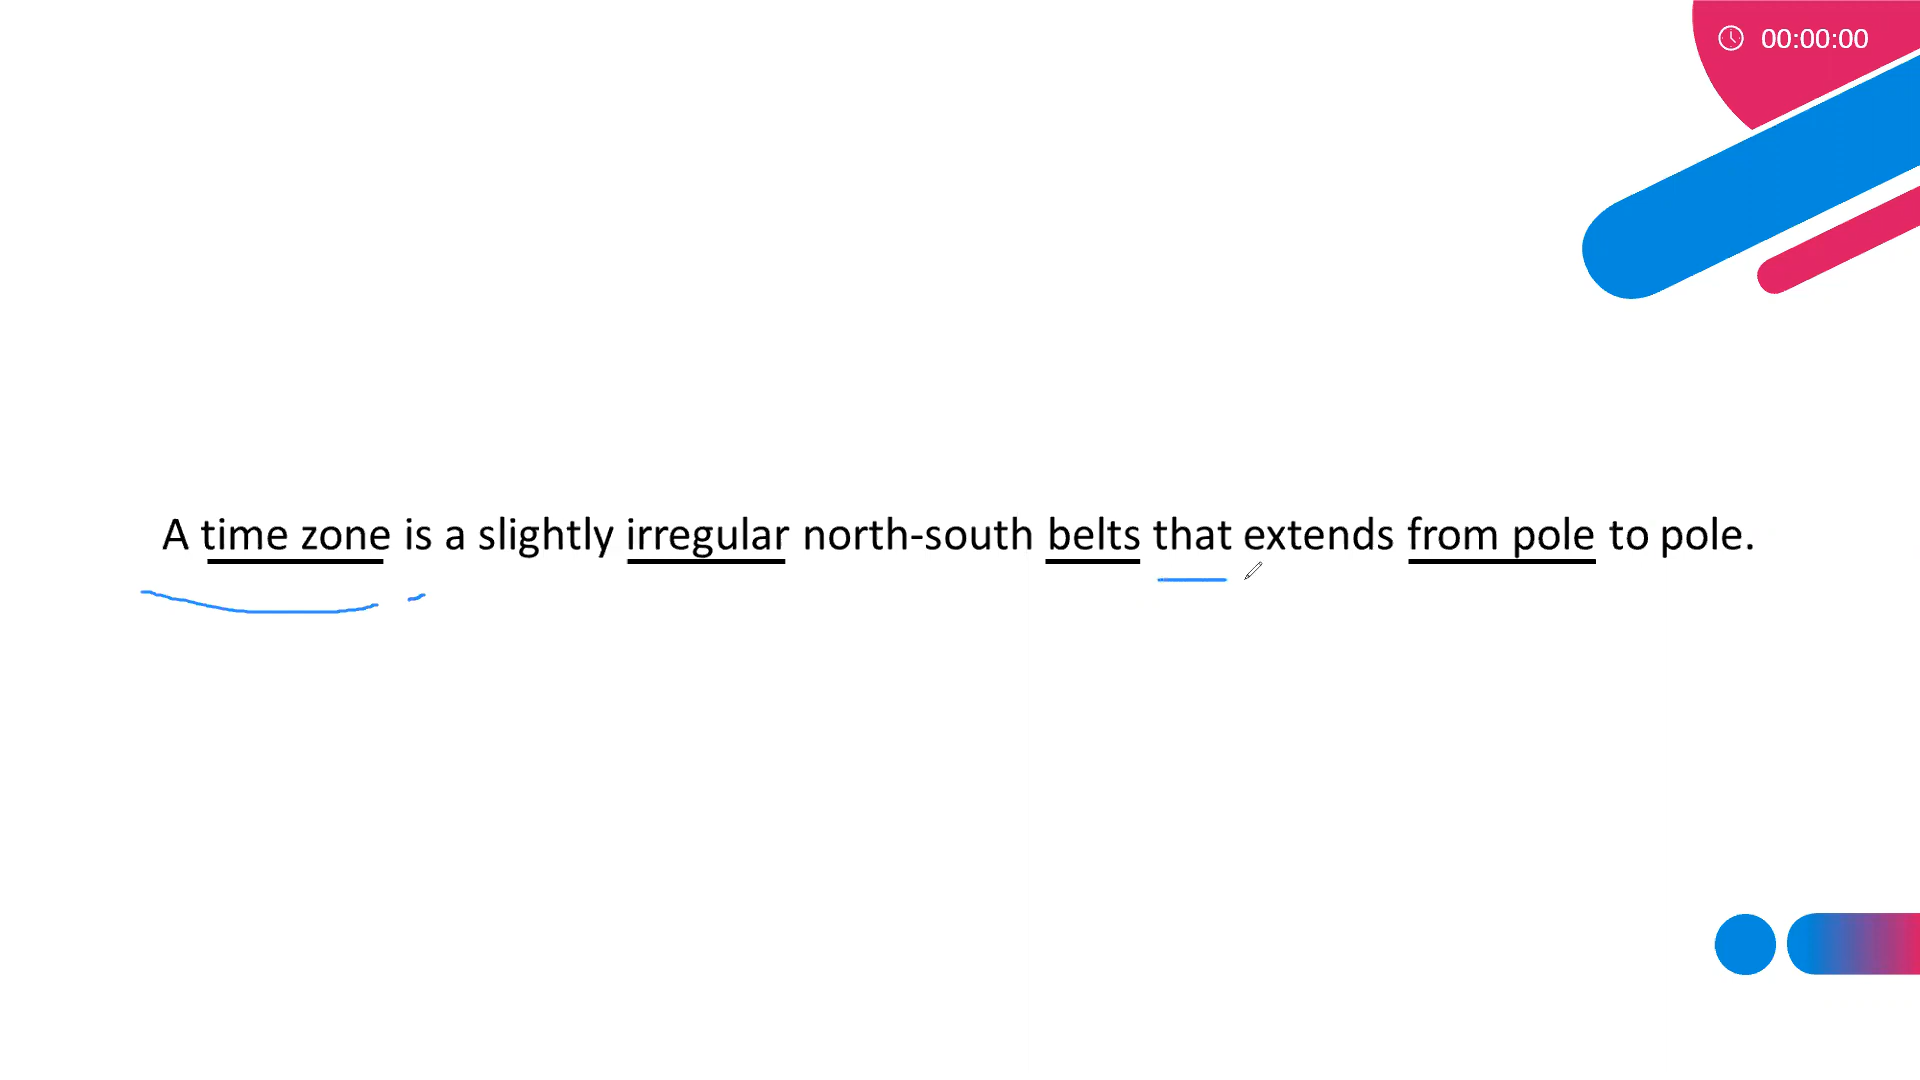 00:00:00
A time zone is a slightly irregular north-south belts that extends from pole to pole.